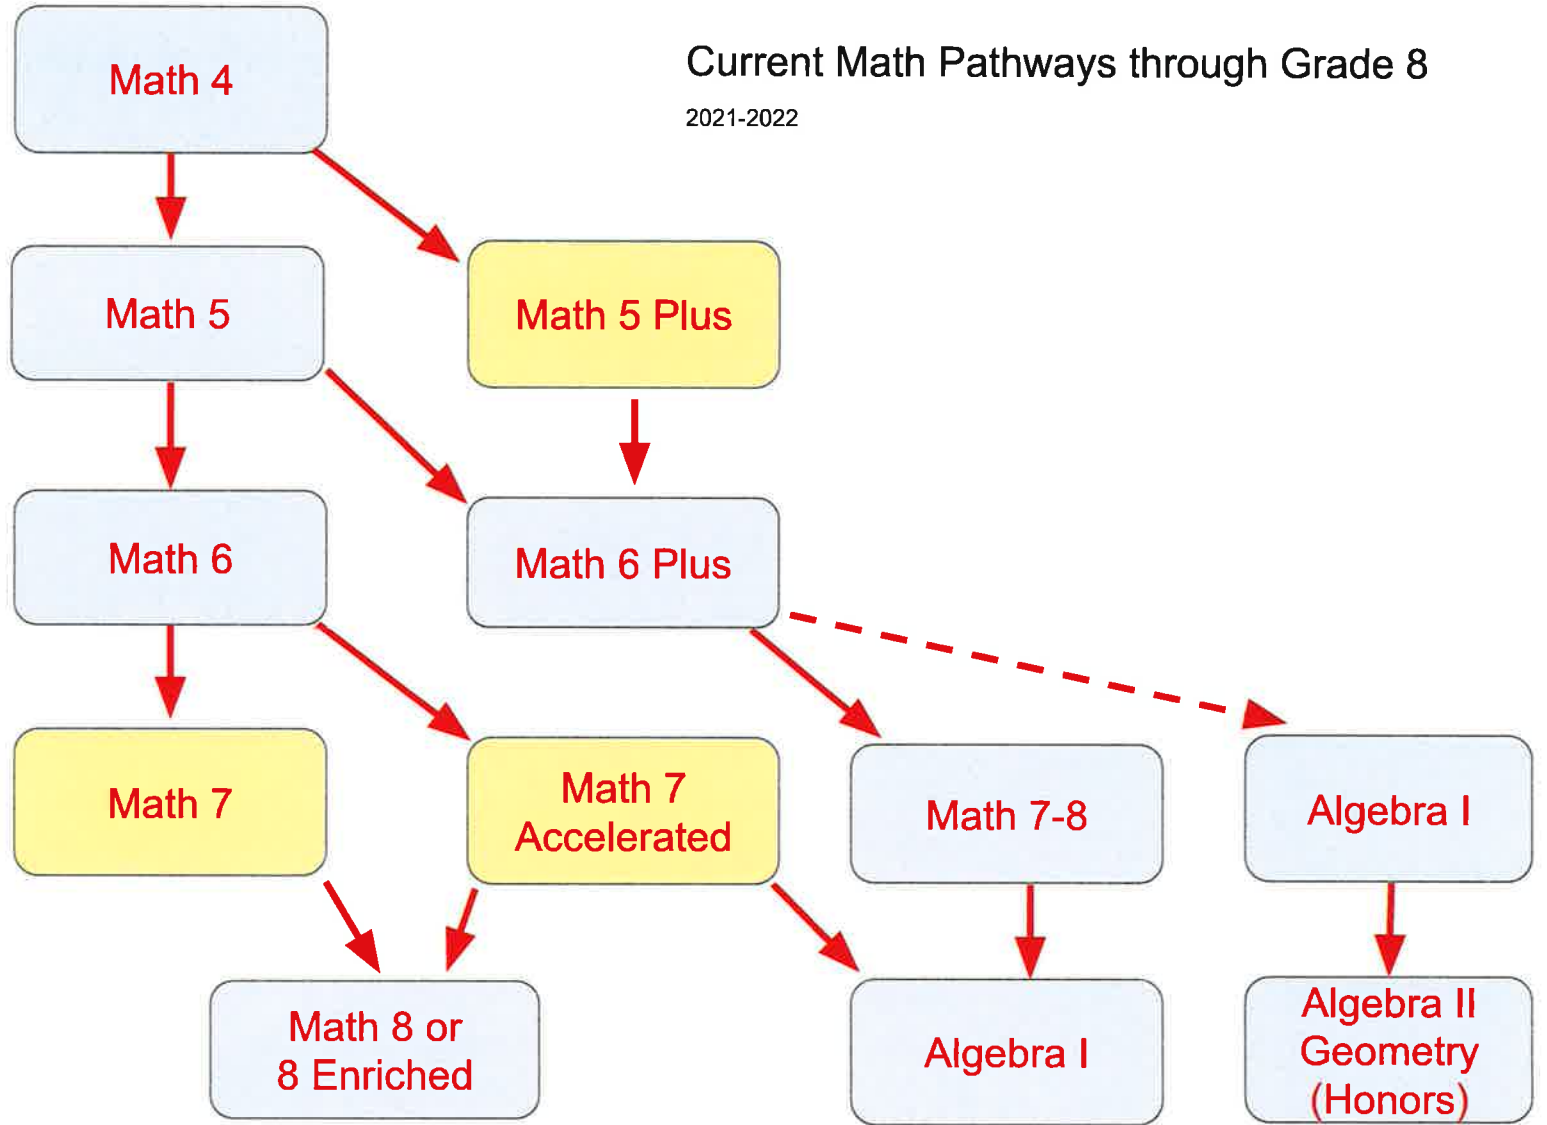 Math 4
Current Math Pathways through Grade 8
2021-2022
Math 5
Math 5 Plus
Math 6
Math 6 Plus
Math 7
Math 7
Accelerated
Math 7-8
Algebra I
Math 8 or
8 Enriched
Algebra I
Algebra II
Geometry
(Honors)